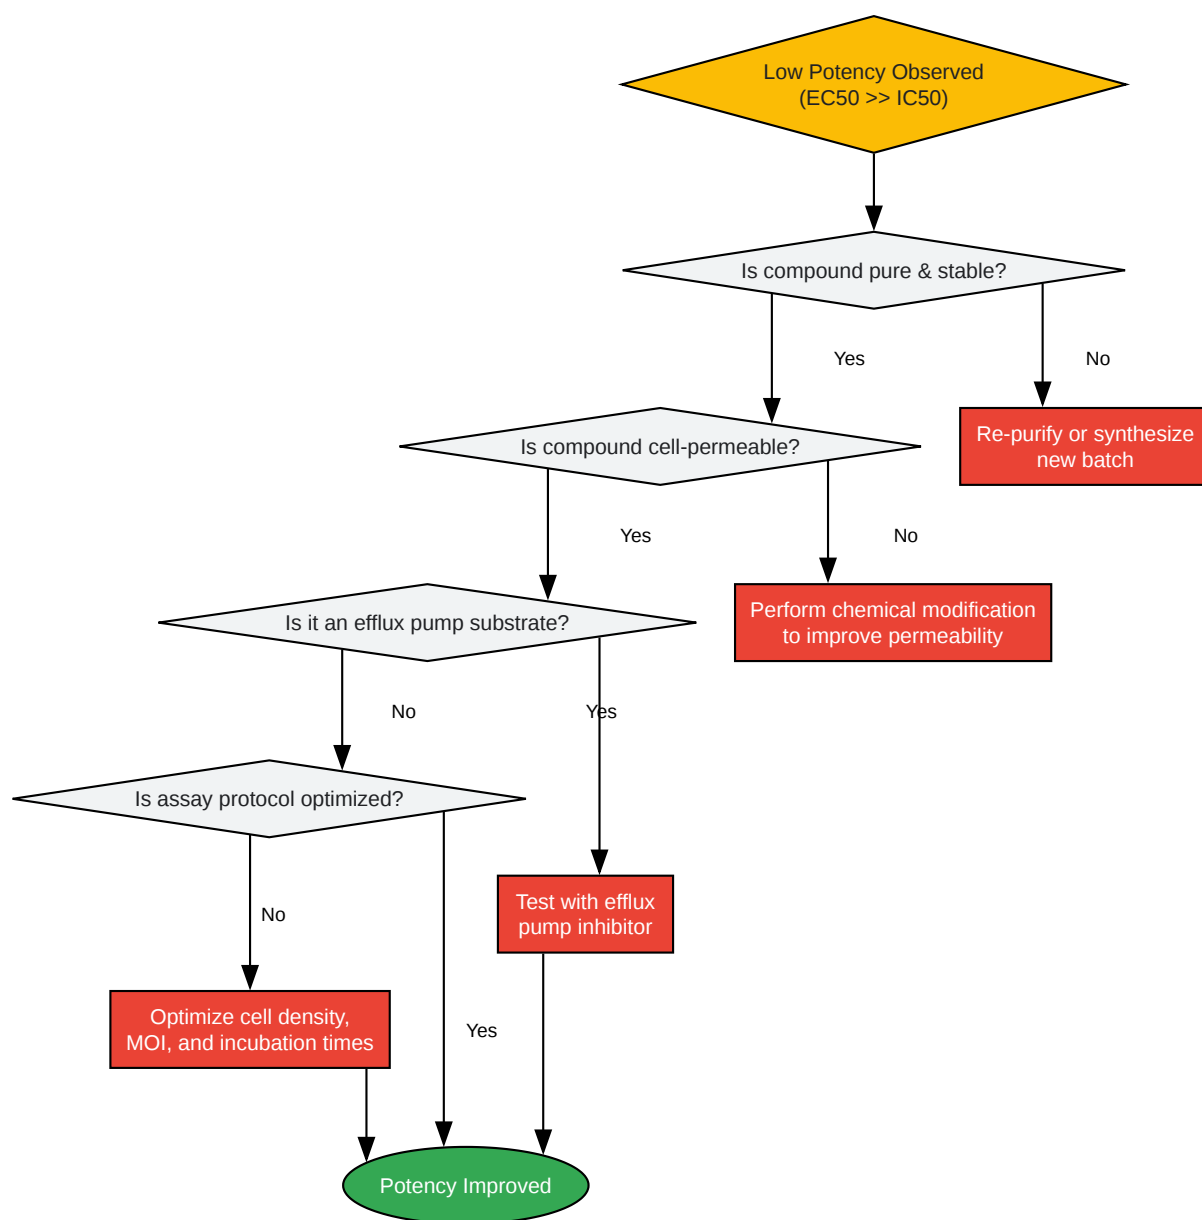 Low Potency Observed
(EC50 >> IC50)
Is compound pure & stable?
Yes
No
Is compound cell-permeable?
Re-purify or synthesize
new batch
Yes
No
Is it an efflux pump substrate?
Perform chemical modification
to improve permeability
No
Yes
Is assay protocol optimized?
No
Test with efflux
pump inhibitor
Optimize cell density,
MOI, and incubation times
Yes
Potency Improved